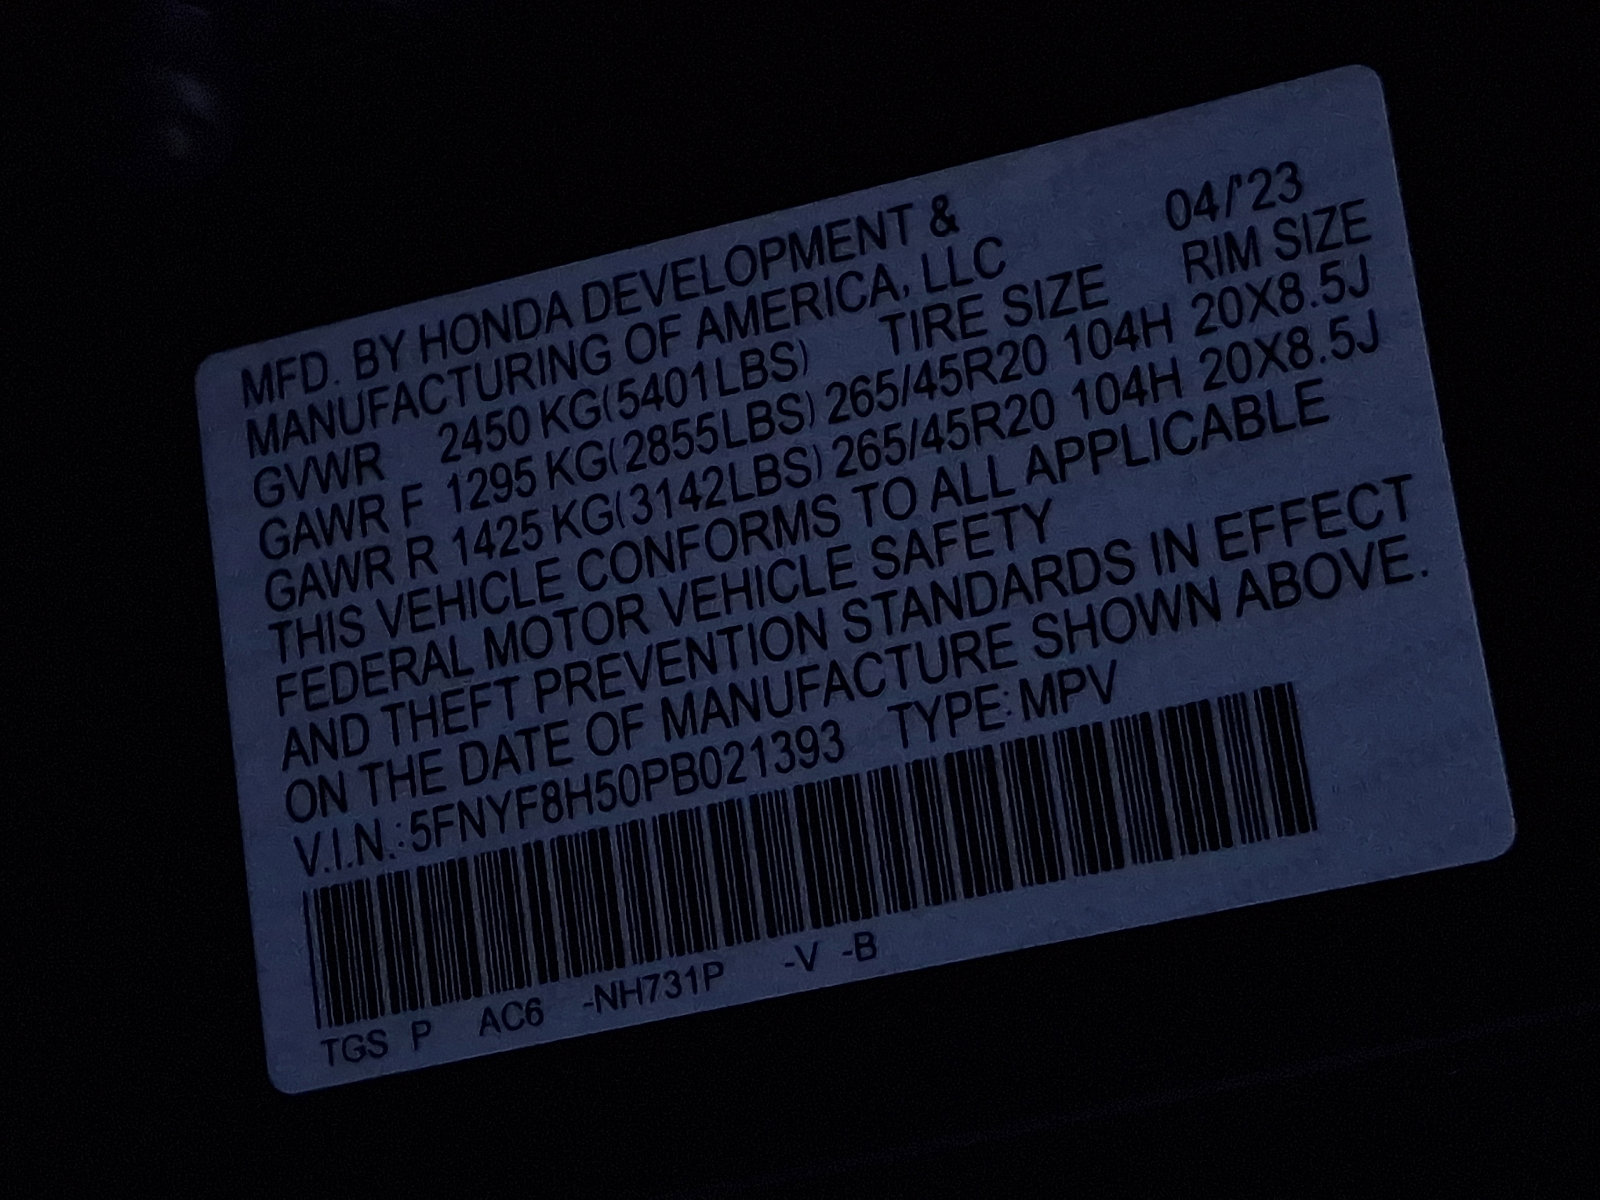 MFD. BY HONDA DEVELOPMENT &
MANUFACTURING OF AMERICA, LLC 04/'23
GVWR 2450 KG(5401LBS) TIRE SIZE RIM SIZE
GAWR F 1295 KG(2855LBS) 265/45R20 104H 20X8.5J
GAWR R 1425 KG(3142LBS) 265/45R20 104H 20X8.5J
THIS VEHICLE CONFORMS TO ALL APPLICABLE
FEDERAL MOTOR VEHICLE SAFETY
AND THEFT PREVENTION STANDARDS IN EFFECT
ON THE DATE OF MANUFACTURE SHOWN ABOVE.
V.I.N.: 5FNYF8H50PB021393 TYPE: MPV
TGS P AC6 -NH731P -V -B